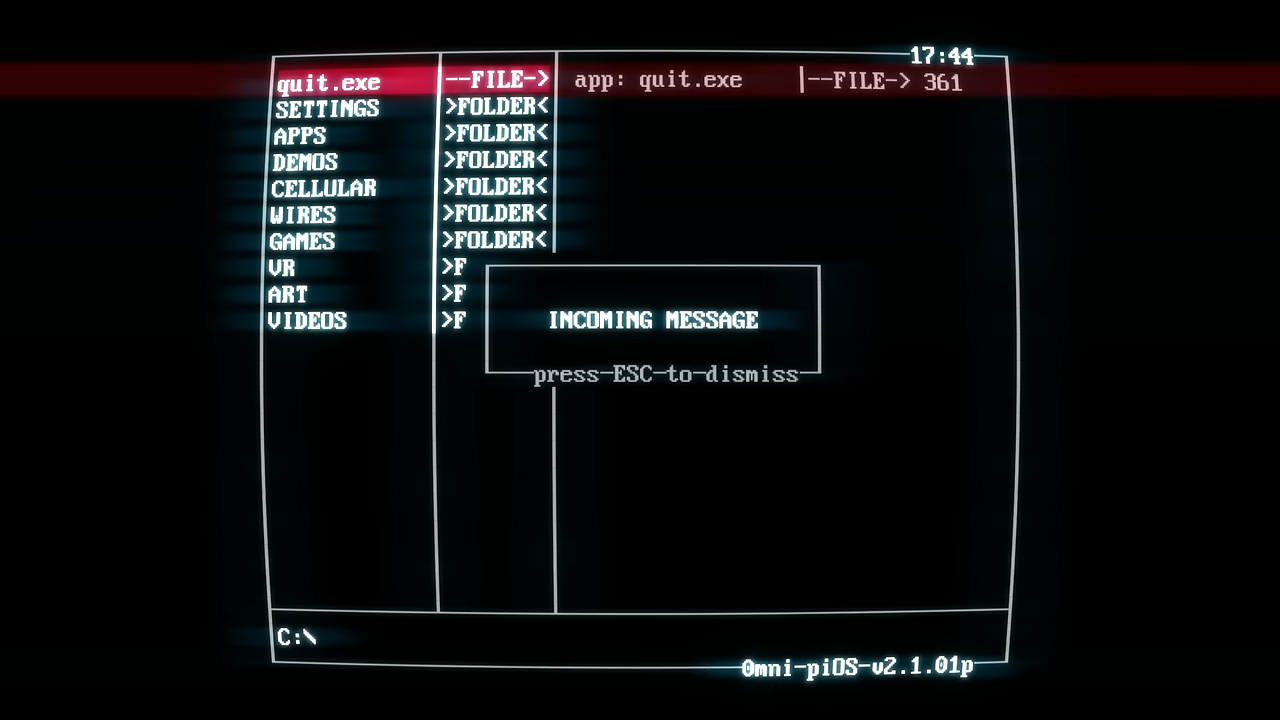 17:44
quit.exe --FILE-> app: quit.exe |--FILE-> 361
SETTINGS >FOLDER<
APPS >FOLDER<
DEMOS >FOLDER<
CELLULAR >FOLDER<
WIRES >FOLDER<
GAMES >FOLDER<
VR >F
ART >F
VIDEOS >F
INCOMING MESSAGE
press-ESC-to-dismiss
C:\
Omni-piOS-v2.1.01p